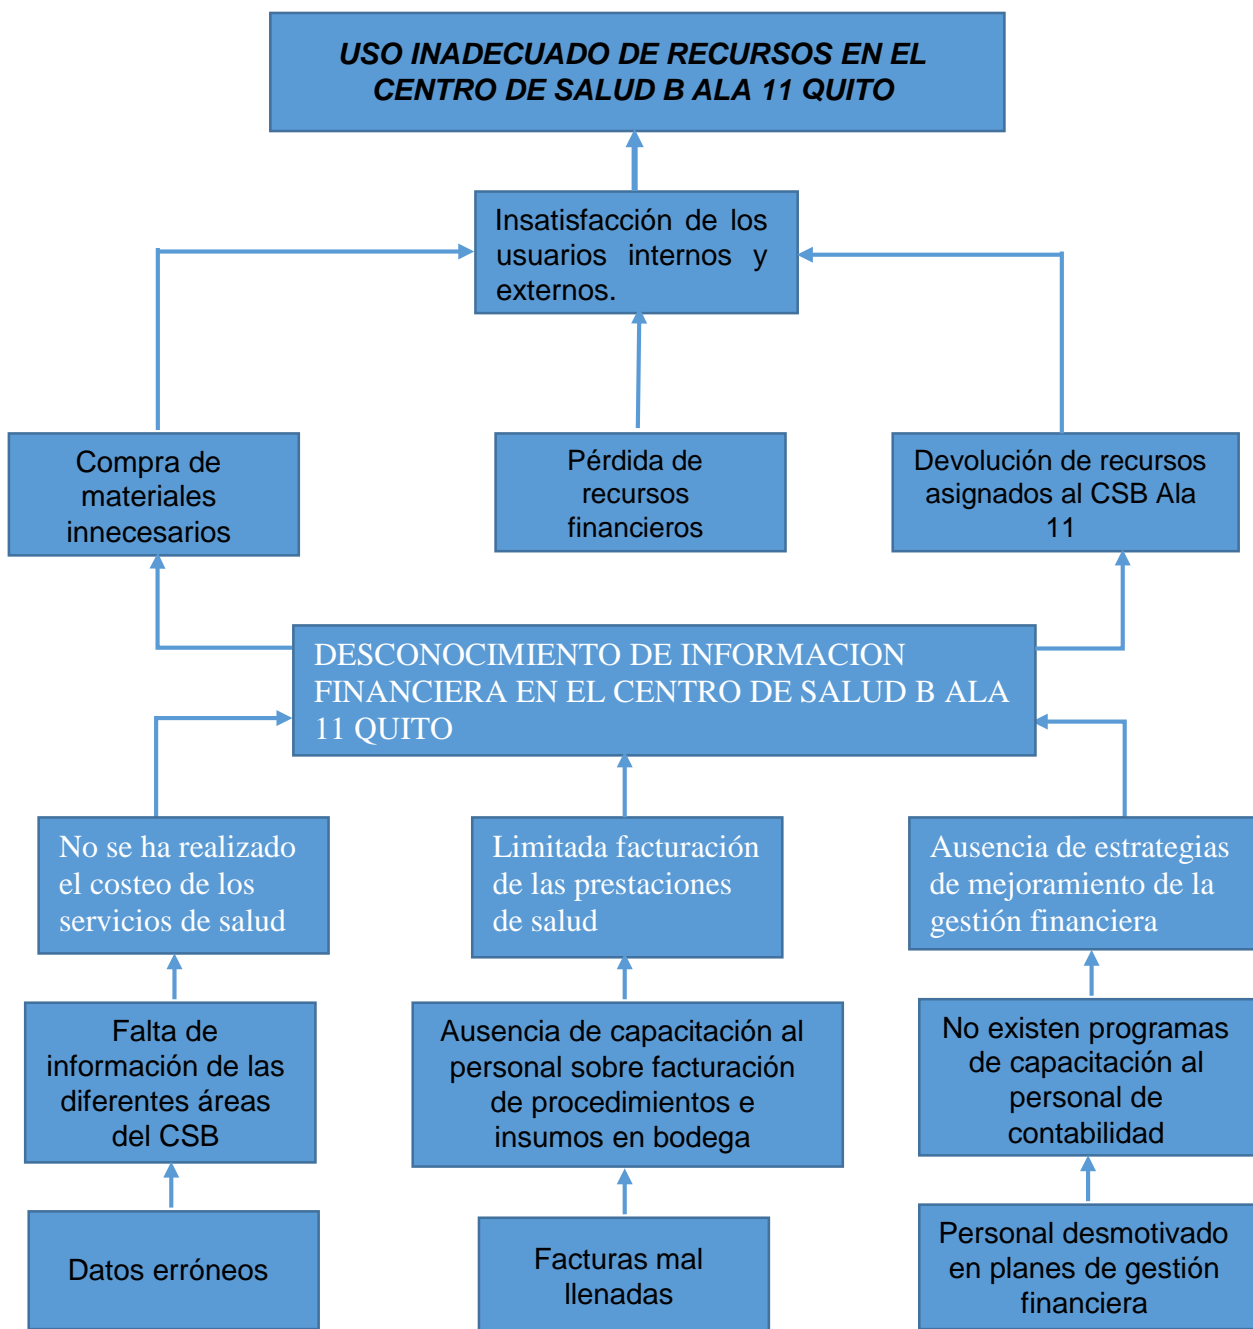 USO INADECUADO DE RECURSOS EN EL
CENTRO DE SALUD B ALA 11 QUITO
Insatisfacción de los
usuarios internos y
externos.
Compra de
materiales
innecesarios
Pérdida de
recursos
financieros
Devolución de recursos
asignados al CSB Ala
11
DESCONOCIMIENTO DE INFORMACION
FINANCIERA EN EL CENTRO DE SALUD B ALA
11 QUITO
No se ha realizado
el costeo de los
servicios de salud
Limitada facturación
de las prestaciones
de salud
Ausencia de estrategias
de mejoramiento de la
gestión financiera
Falta de
información de las
diferentes áreas
del CSB
Ausencia de capacitación al
personal sobre facturación
de procedimientos e
insumos en bodega
No existen programas
de capacitación al
personal de
contabilidad
Datos erróneos
Facturas mal
llenadas
Personal desmotivado
en planes de gestión
financiera